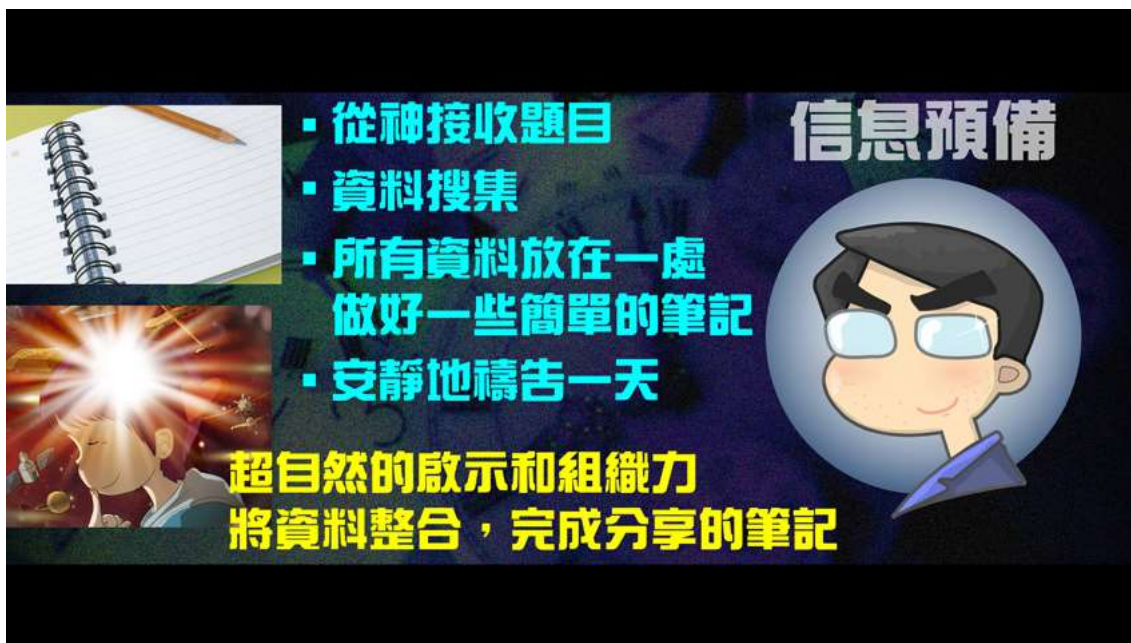 信息預備
▪從神接收題目
▪資料搜集
▪所有資料放在一處
做好一些簡單的筆記
▪安靜地禱告一天
超自然的啟示和組織力
將資料整合，完成分享的筆記